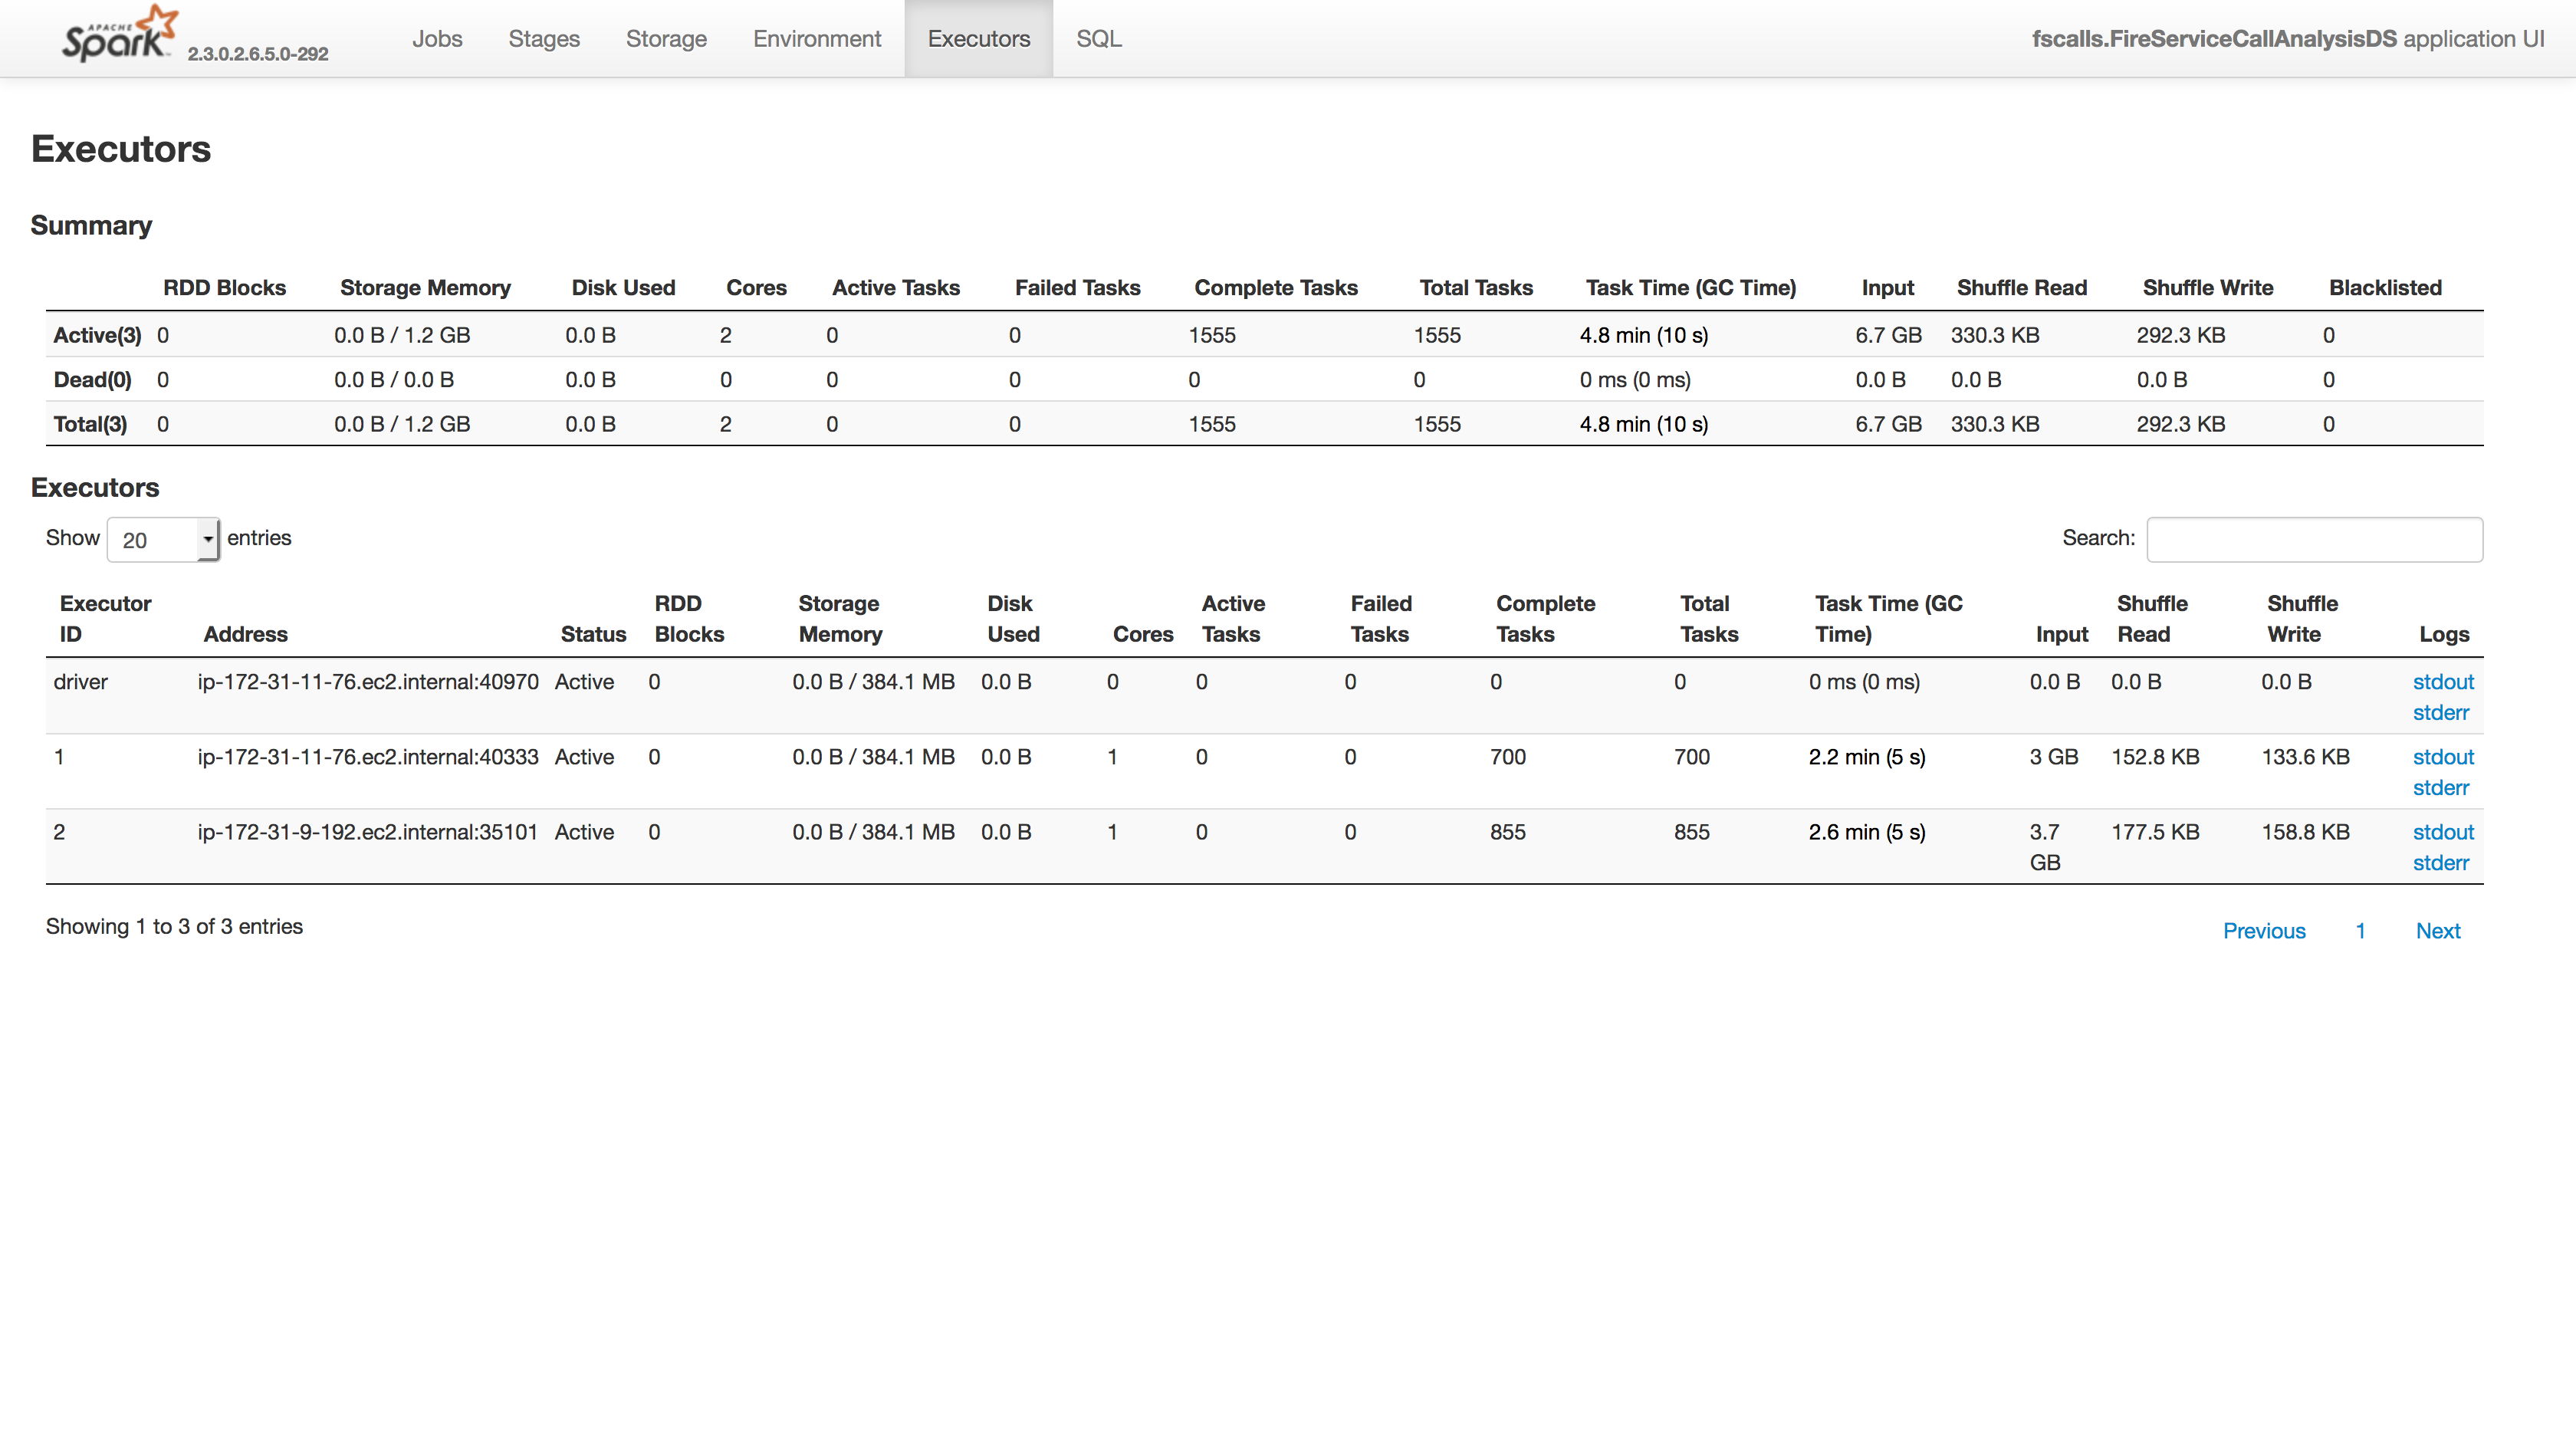 APACHE
Spark 2.3.0.2.6.5.0-292 Jobs Stages Storage Environment Executors SQL fscalls.FireServiceCallAnalysisDS application UI
Executors
Summary
RDD Blocks Storage Memory Disk Used Cores Active Tasks Failed Tasks Complete Tasks Total Tasks Task Time (GC Time) Input Shuffle Read Shuffle Write Blacklisted
Active(3) 0 0.0 B / 1.2 GB 0.0 B 2 0 0 1555 1555 4.8 min (10 s) 6.7 GB 330.3 KB 292.3 KB 0
Dead(0) 0 0.0 B / 0.0 B 0.0 B 0 0 0 0 0 0 ms (0 ms) 0.0 B 0.0 B 0.0 B 0
Total(3) 0 0.0 B / 1.2 GB 0.0 B 2 0 0 1555 1555 4.8 min (10 s) 6.7 GB 330.3 KB 292.3 KB 0
Executors
Show 20 entries Search:
Executor RDD Storage Disk Active Failed Complete Total Task Time (GC Shuffle Shuffle
ID Address Status Blocks Memory Used Cores Tasks Tasks Tasks Tasks Time) Input Read Write Logs
driver ip-172-31-11-76.ec2.internal:40970 Active 0 0.0 B / 384.1 MB 0.0 B 0 0 0 0 0 0 ms (0 ms) 0.0 B 0.0 B 0.0 B stdout
stderr
1 ip-172-31-11-76.ec2.internal:40333 Active 0 0.0 B / 384.1 MB 0.0 B 1 0 0 700 700 2.2 min (5 s) 3 GB 152.8 KB 133.6 KB stdout
stderr
2 ip-172-31-9-192.ec2.internal:35101 Active 0 0.0 B / 384.1 MB 0.0 B 1 0 0 855 855 2.6 min (5 s) 3.7 177.5 KB 158.8 KB stdout
GB stderr
Showing 1 to 3 of 3 entries Previous 1 Next